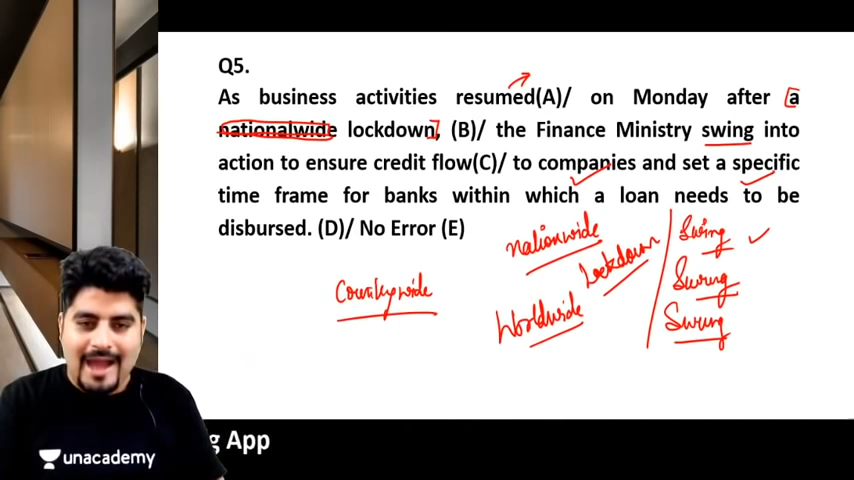 Q5.
As business activities resumed(A)/ on Monday after a
nationalwide lockdown, (B)/ the Finance Ministry swing into
action to ensure credit flow(C)/ to companies and set a specific
time frame for banks within which a loan needs to be
disbursed. (D)/ No Error (E)
nationwide
lockdown
Countrywide
Worldwide
Swing
Swung
Swung
g App
unacademy